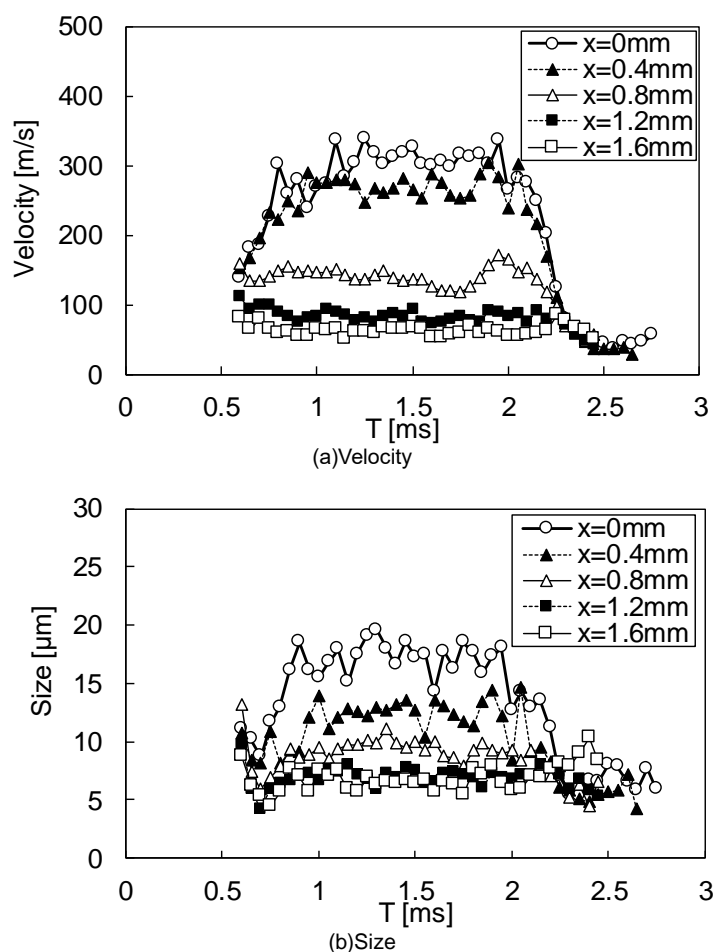 500
400
300
200
100
0
Velocity [m/s]
x=0mm
x=0.4mm
x=0.8mm
x=1.2mm
x=1.6mm
0 0.5 1 1.5 2 2.5 3
T [ms]
(a)Velocity
30
25
20
15
10
5
0
Size [μm]
x=0mm
x=0.4mm
x=0.8mm
x=1.2mm
x=1.6mm
0 0.5 1 1.5 2 2.5 3
T [ms]
(b)Size